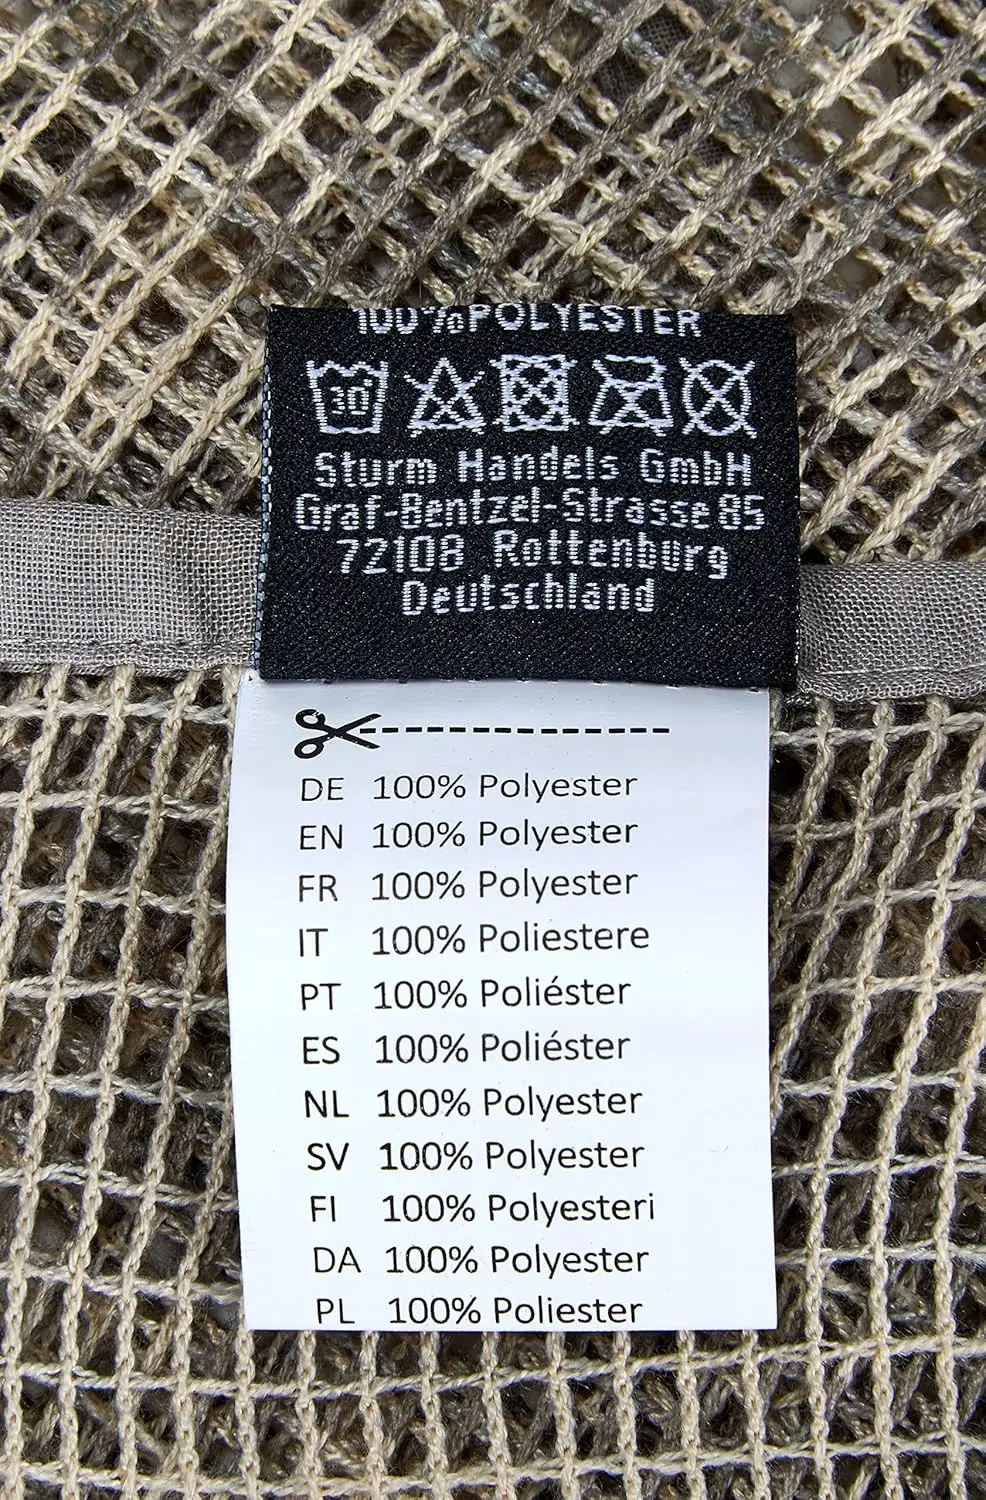 100%POLYESTER
30
Sturm Handels GmbH
Graf-Bentzel-Strasse 85
72108 Rottenburg
Deutschland
DE 100% Polyester
EN 100% Polyester
FR 100% Polyester
IT 100% Poliestere
PT 100% Poliéster
ES 100% Poliéster
NL 100% Polyester
SV 100% Polyester
FI 100% Polyesteri
DA 100% Polyester
PL 100% Poliester